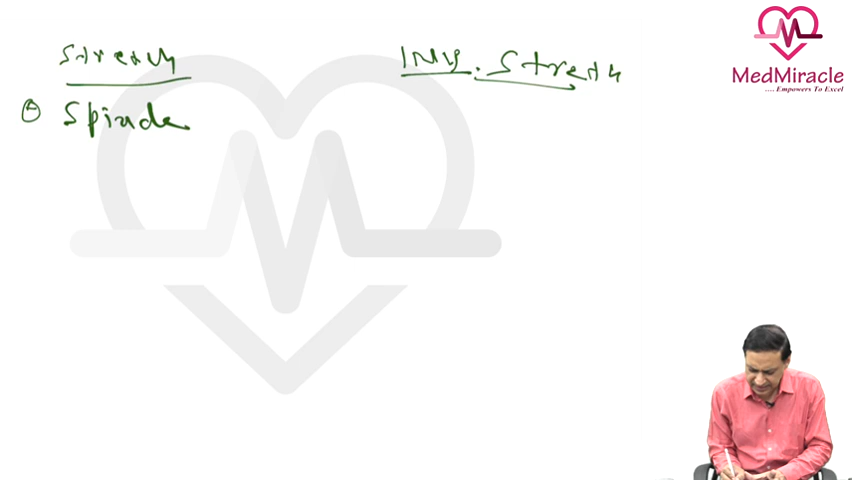 Stretch
Inv. Stretch
Spindle
MedMiracle
.... Empowers To Excel